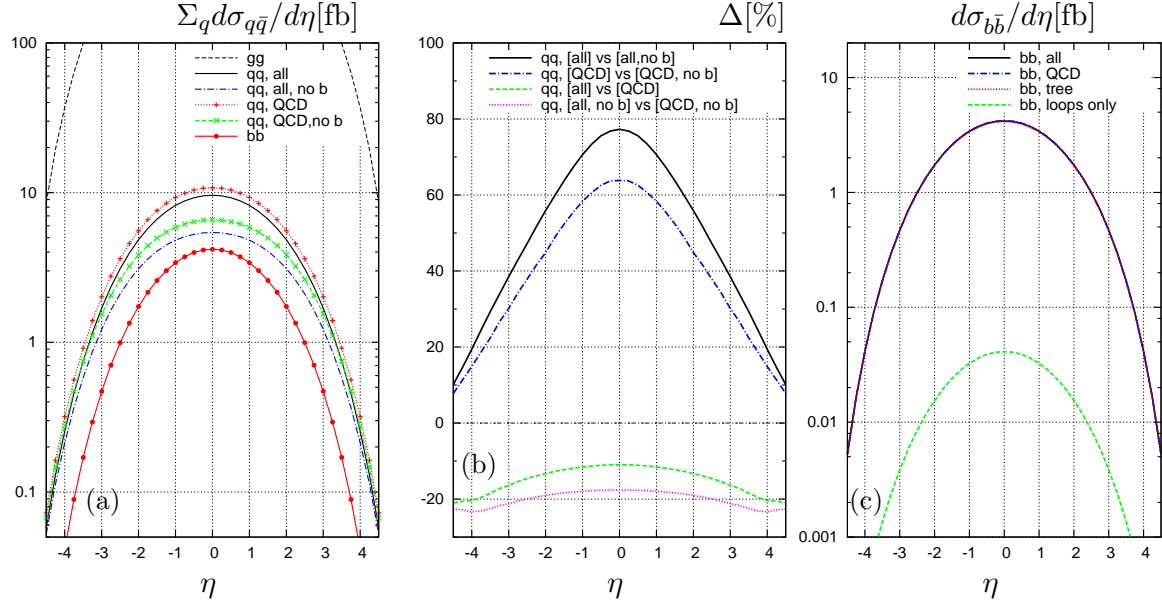 Σ_q dσ_{qq̄}/dη[fb]
100
10
1
0.1
gg
qq, all
qq, all, no b
qq, QCD
qq, QCD,no b
bb
(a)
-4 -3 -2 -1 0 1 2 3 4
η
Δ[%]
100
80
60
40
20
0
-20
qq, [all] vs [all,no b]
qq, [QCD] vs [QCD, no b]
qq, [all] vs [QCD]
qq, [all, no b] vs [QCD, no b]
(b)
-4 -3 -2 -1 0 1 2 3 4
η
dσ_{bb̄}/dη[fb]
10
1
0.1
0.01
0.001
bb, all
bb, QCD
bb, tree
bb, loops only
(c)
-4 -3 -2 -1 0 1 2 3 4
η